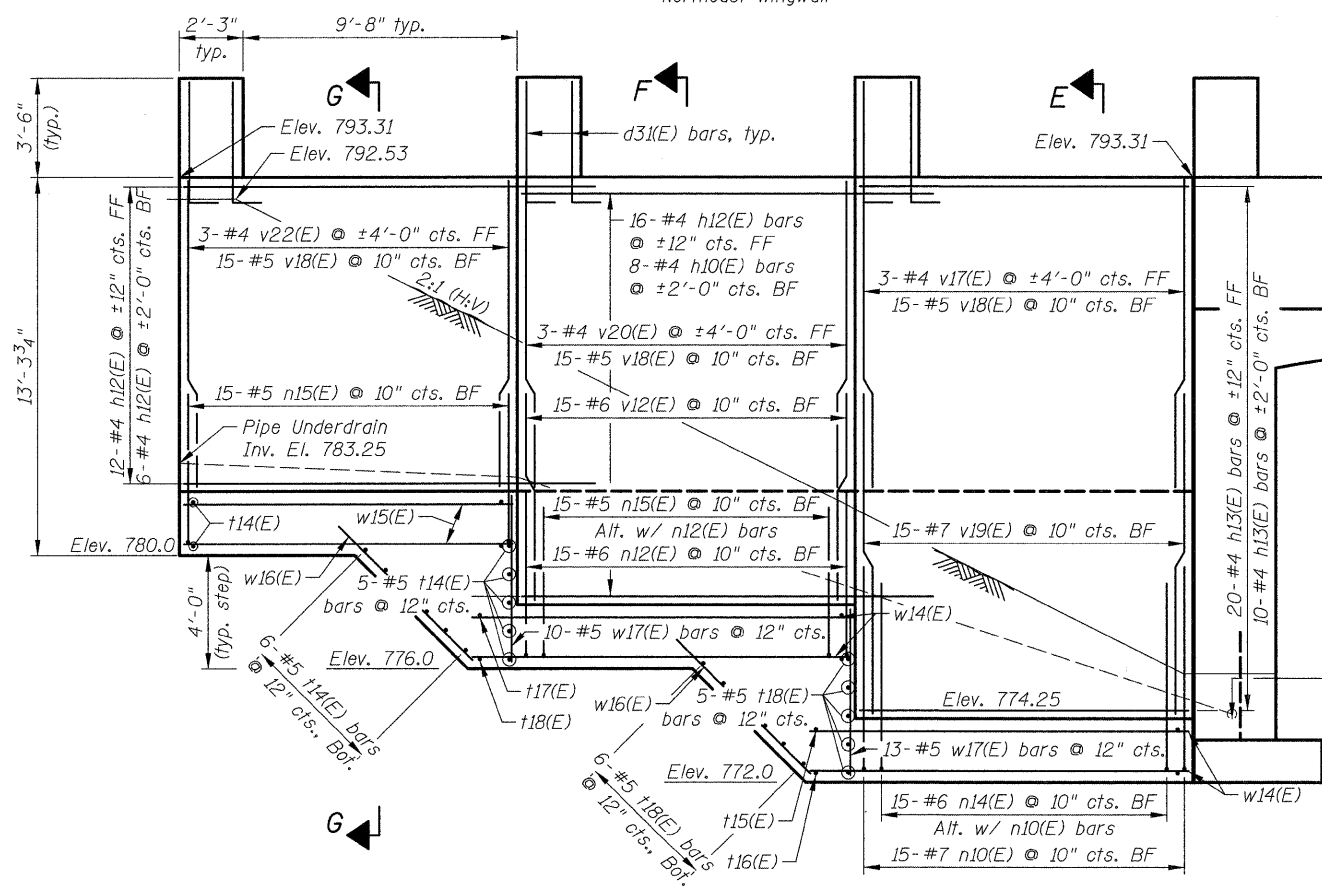 Northeast Wingwall
2'-3"
typ.
9'-8" typ.
3'-6"
(typ.)
G
F
E
Elev. 793.31
Elev. 792.53
d31(E) bars, typ.
Elev. 793.31
13'-3¾"
12-#4 h12(E) @ ±12" cts. FF
6-#4 h12(E) @ ±2'-0" cts. BF
3-#4 v22(E) @ ±4'-0" cts. FF
15-#5 v18(E) @ 10" cts. BF
2:1 (H:V)
16-#4 h12(E) bars
@ ±12" cts. FF
8-#4 h10(E) bars
@ ±2'-0" cts. BF
3-#4 v20(E) @ ±4'-0" cts. FF
15-#5 v18(E) @ 10" cts. BF
3-#4 v17(E) @ ±4'-0" cts. FF
15-#5 v18(E) @ 10" cts. BF
20-#4 h13(E) bars @ ±12" cts. FF
10-#4 h13(E) bars @ ±2'-0" cts. BF
15-#5 n15(E) @ 10" cts. BF
15-#6 v12(E) @ 10" cts. BF
Pipe Underdrain
Inv. El. 783.25
15-#5 n15(E) @ 10" cts. BF
Alt. w/ n12(E) bars
15-#6 n12(E) @ 10" cts. BF
15-#7 v19(E) @ 10" cts. BF
t14(E)
w15(E)
Elev. 780.0
w16(E)
5-#5 t14(E)
bars @ 12" cts.
4'-0"
(typ. step)
10-#5 w17(E) bars @ 12" cts.
w14(E)
Elev. 776.0
6-#5 t14(E) bars
@ 12" cts., Bot.
t17(E)
t18(E)
w16(E)
5-#5 t18(E)
bars @ 12" cts.
Elev. 774.25
13-#5 w17(E) bars @ 12" cts.
Elev. 772.0
6-#5 t18(E) bars
@ 12" cts., Bot.
t15(E)
t16(E)
w14(E)
15-#6 n14(E) @ 10" cts. BF
Alt. w/ n10(E) bars
15-#7 n10(E) @ 10" cts. BF
G